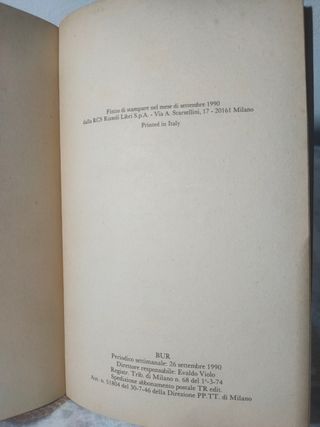 Finito di stampare nel mese di settembre 1990
dalla RCS Rizzoli Libri S.p.A. - Via A. Scarsellini, 17 - 20161 Milano
Printed in Italy
BUR
Periodico settimanale: 26 settembre 1990
Direttore responsabile: Evaldo Violo
Registr. Trib. di Milano n. 68 del 1º-3-74
Spedizione abbonamento postale TR edit.
Aut. n. 51804 del 30-7-46 della Direzione PP.TT. di Milano